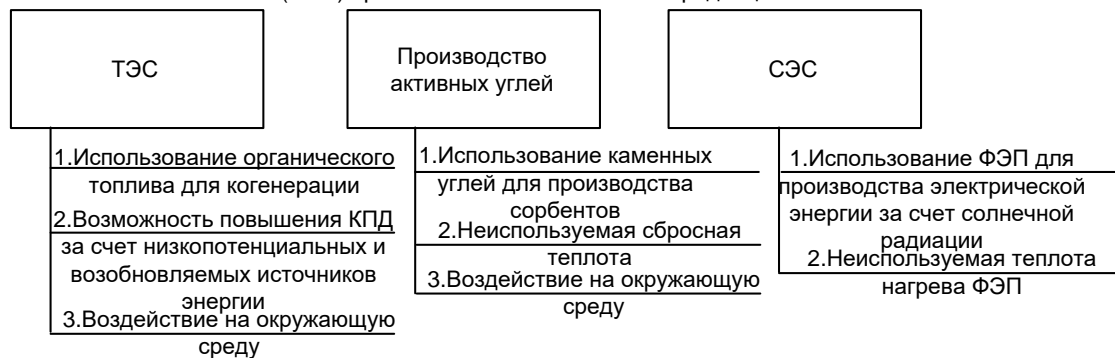 ТЭС
Производство
активных углей
СЭС
1.Использование органического
топлива для когенерации
2.Возможность повышения КПД
за счет низкопотенциальных и
возобновляемых источников
энергии
3.Воздействие на окружающую
среду
1.Использование каменных
углей для производства
сорбентов
2.Неиспользуемая сбросная
теплота
3.Воздействие на окружающую
среду
1.Использование ФЭП для
производства электрической
энергии за счет солнечной
радиации
2.Неиспользуемая теплота
нагрева ФЭП